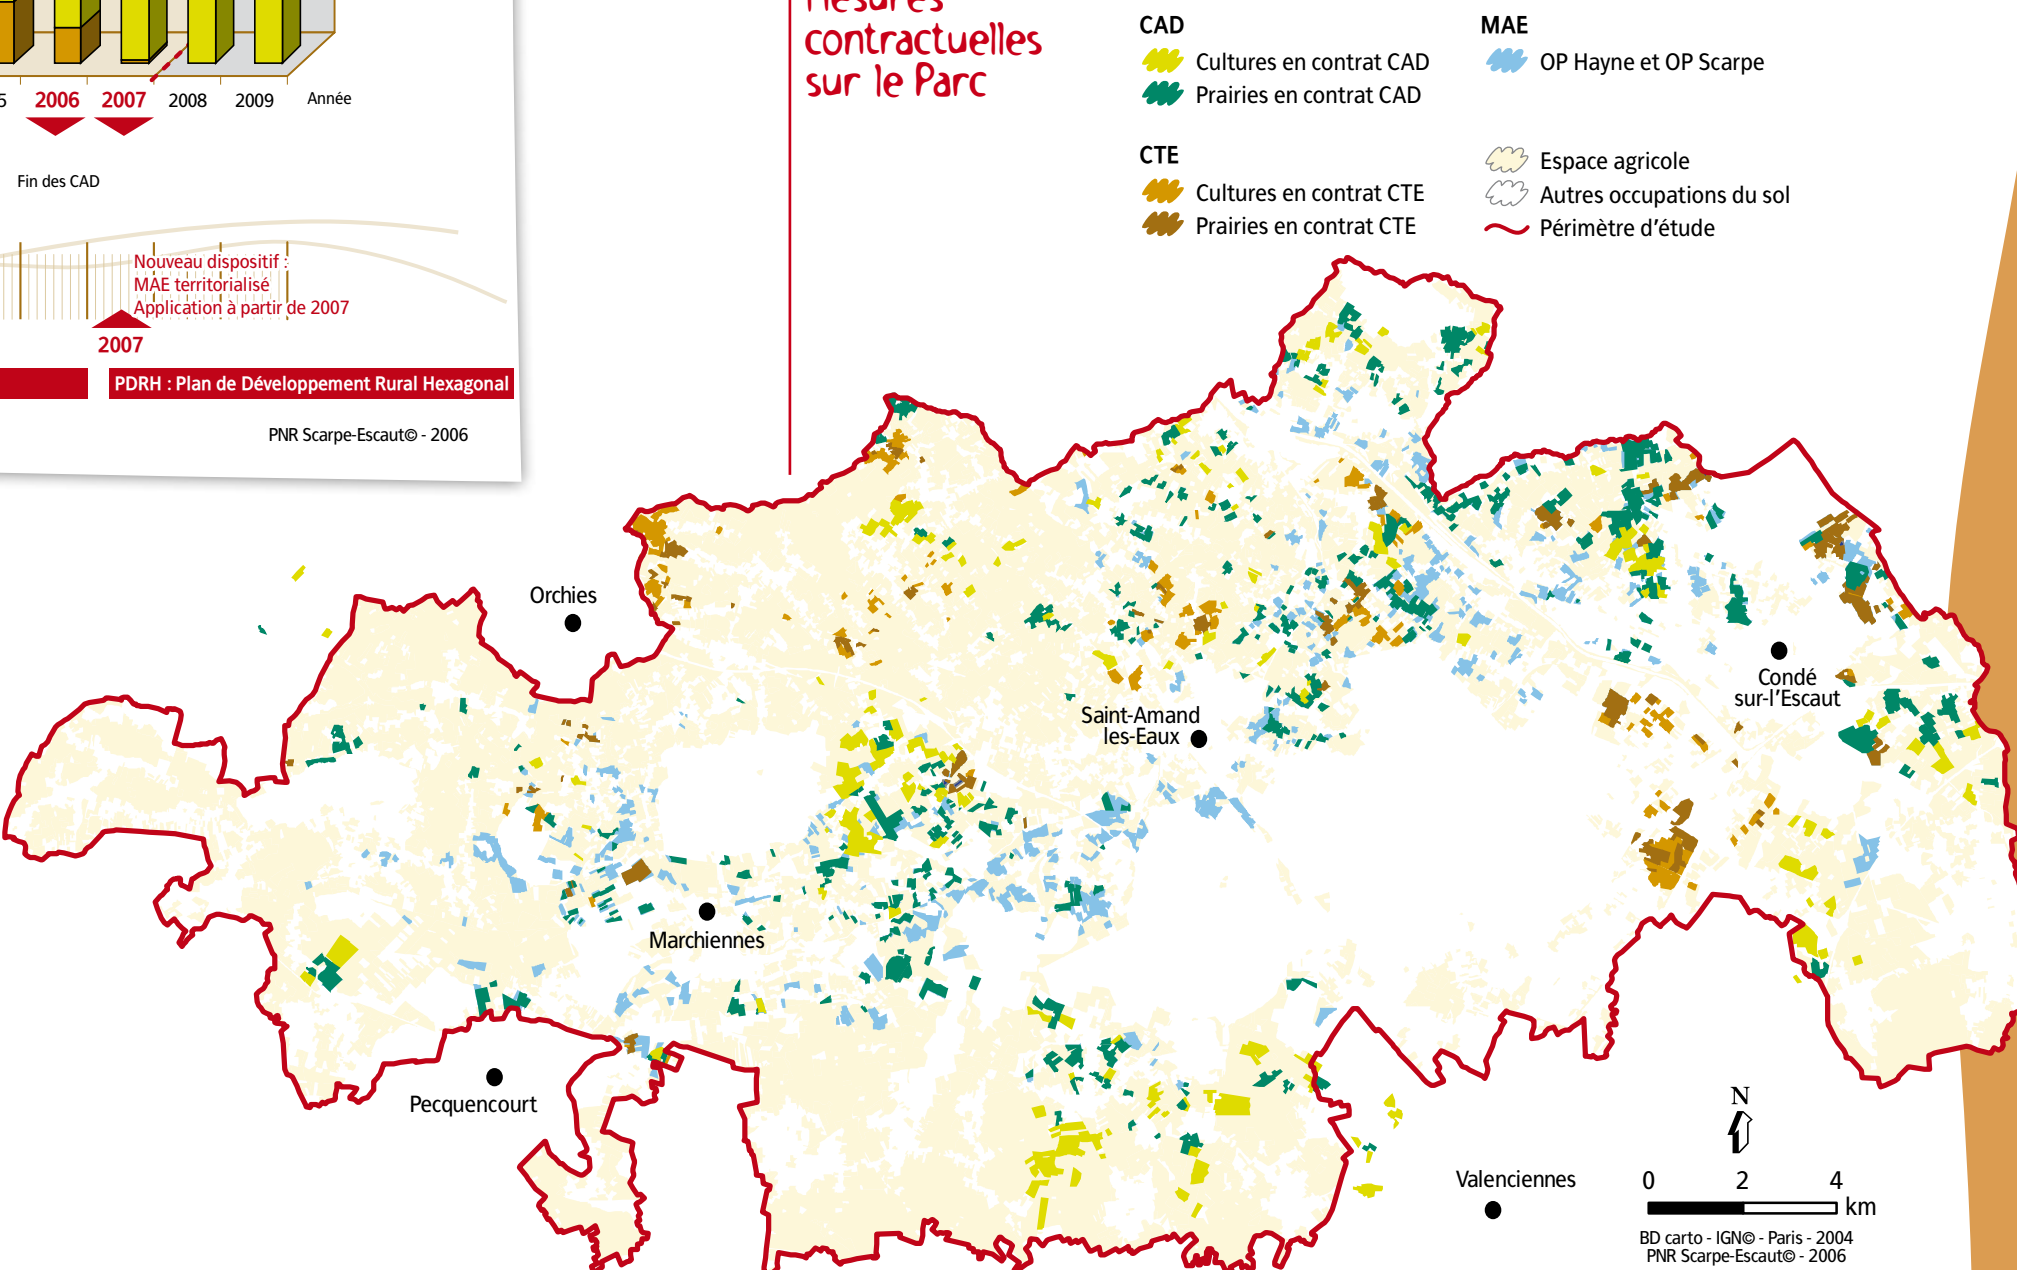 5 2006 2007 2008 2009 Année
Fin des CAD
Nouveau dispositif :
MAE territorialisé
Application à partir de 2007
2007
PDRH : Plan de Développement Rural Hexagonal
PNR Scarpe-Escaut© - 2006
Mesures
contractuelles
sur le Parc
CAD
Cultures en contrat CAD
Prairies en contrat CAD
CTE
Cultures en contrat CTE
Prairies en contrat CTE
MAE
OP Hayne et OP Scarpe
Espace agricole
Autres occupations du sol
Périmètre d'étude
Orchies
Saint-Amand
les-Eaux
Condé
sur-l'Escaut
Marchiennes
Pecquencourt
Valenciennes
N
0 2 4
km
BD carto - IGN© - Paris - 2004
PNR Scarpe-Escaut© - 2006